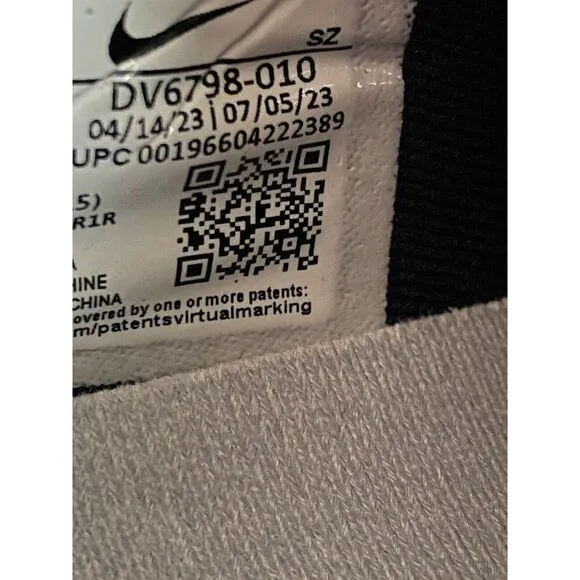 SZ
DV6798-010
04/14/23 | 07/05/23
UPC 00196604222389
.5)
R1R
A
HINE
CHINA
overed by one or more patents:
m/patentsvirtualmarking